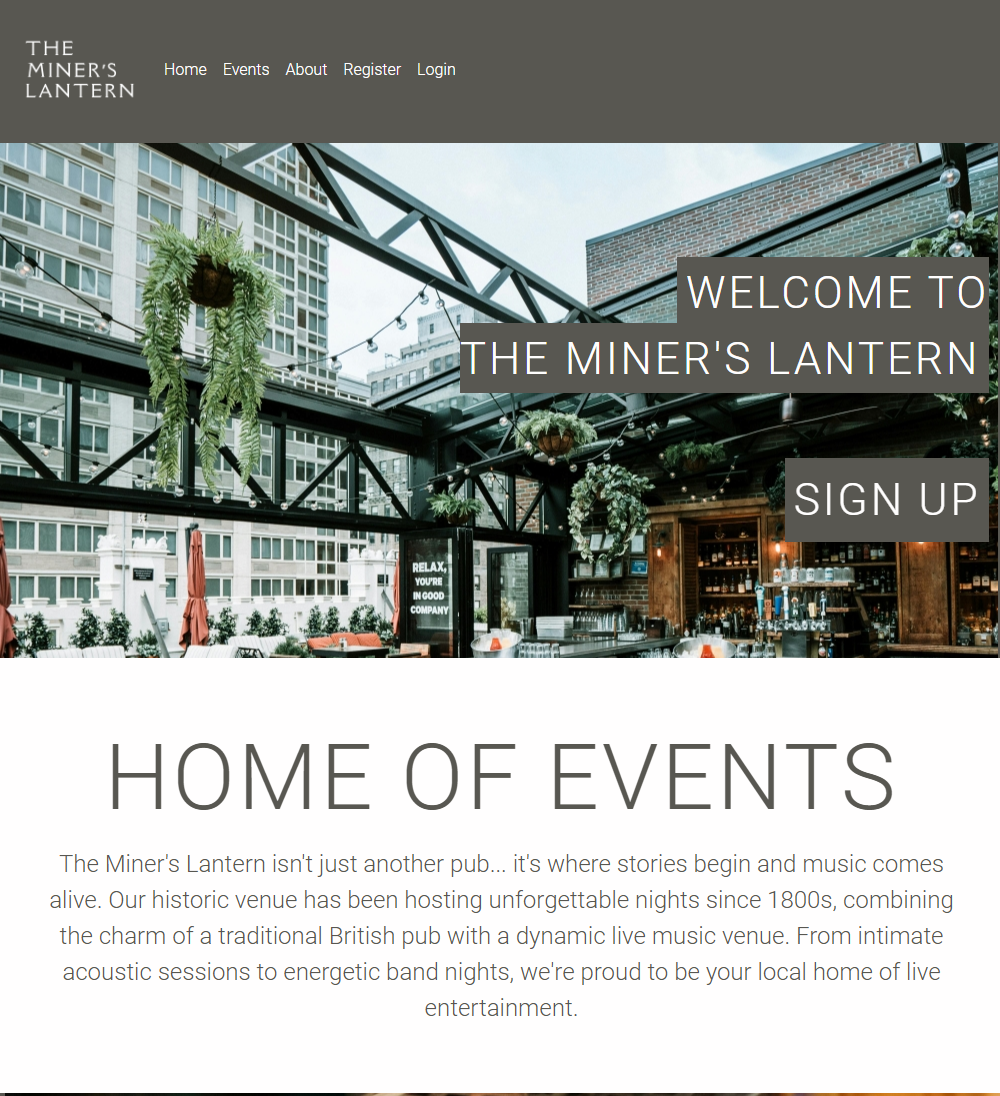 THE
MINER'S
LANTERN
Home Events About Register Login
WELCOME TO
THE MINER'S LANTERN
SIGN UP
RELAX,
YOU'RE
IN GOOD
COMPANY
HOME OF EVENTS
The Miner's Lantern isn't just another pub... it's where stories begin and music comes
alive. Our historic venue has been hosting unforgettable nights since 1800s, combining
the charm of a traditional British pub with a dynamic live music venue. From intimate
acoustic sessions to energetic band nights, we're proud to be your local home of live
entertainment.